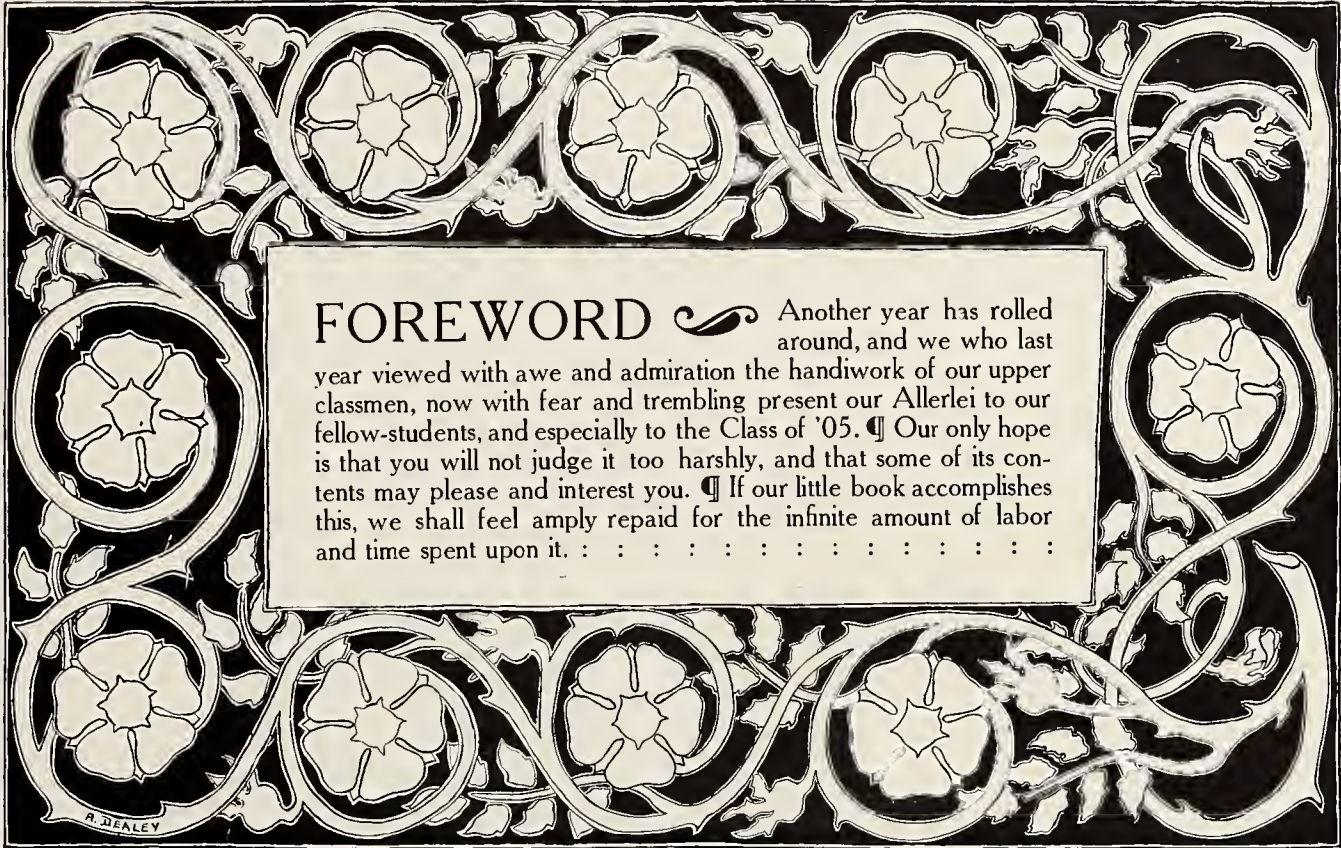 FOREWORD Another year has rolled
around, and we who last
year viewed with awe and admiration the handiwork of our upper
classmen, now with fear and trembling present our Allerlei to our
fellow-students, and especially to the Class of '05. ¶ Our only hope
is that you will not judge it too harshly, and that some of its con-
tents may please and interest you. ¶ If our little book accomplishes
this, we shall feel amply repaid for the infinite amount of labor
and time spent upon it. : : : : : : : : : : : : : :
A. DEALEY